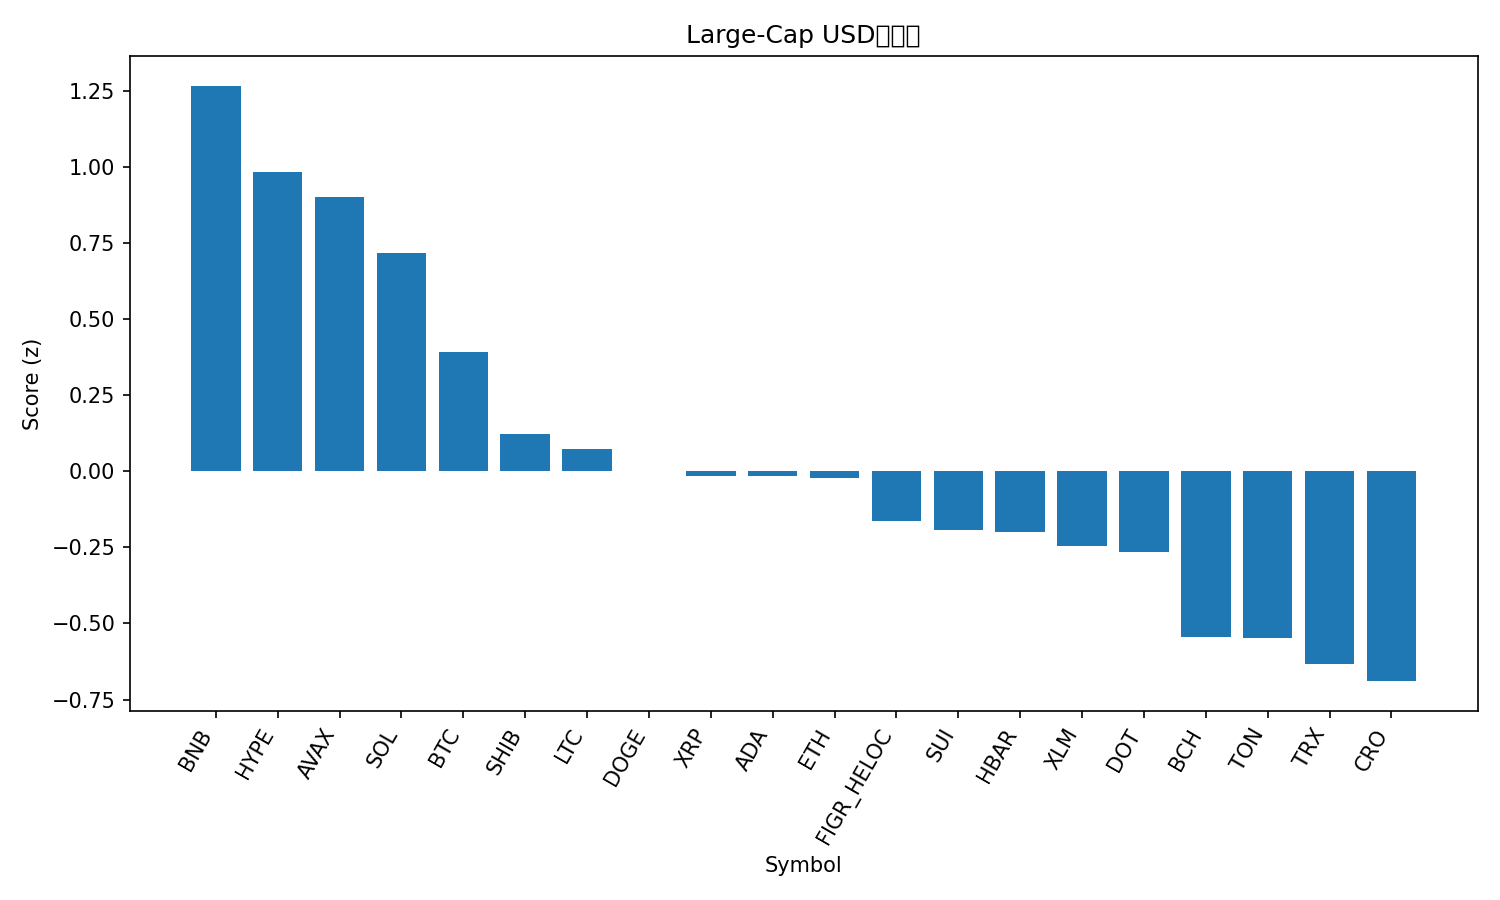 Large-Cap USD
Score (z)
1.25
1.00
0.75
0.50
0.25
0.00
−0.25
−0.50
−0.75
BNB
HYPE
AVAX
SOL
BTC
SHIB
LTC
DOGE
XRP
ADA
ETH
FIGR_HELOC
SUI
HBAR
XLM
DOT
BCH
TON
TRX
CRO
Symbol